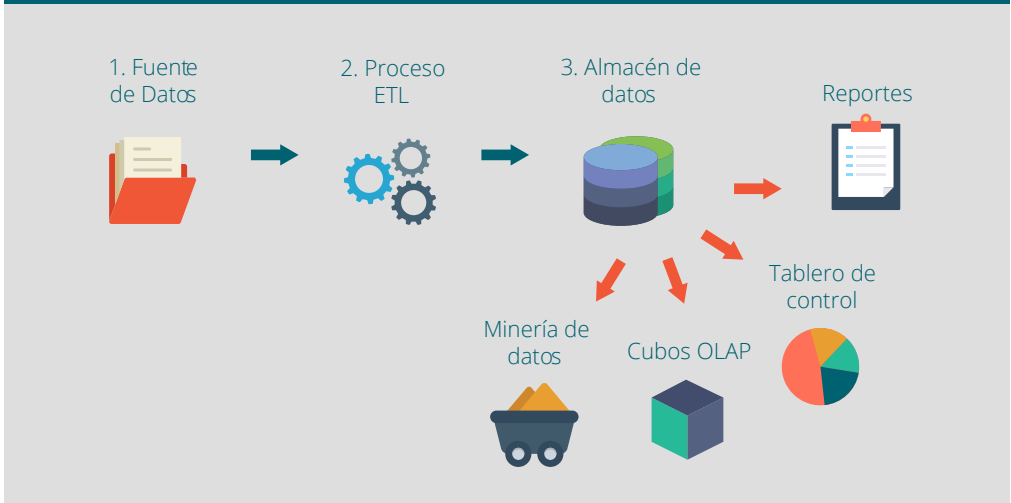 1. Fuente
de Datos
2. Proceso
ETL
3. Almacén de
datos
Reportes
Tablero de
control
Minería de
datos
Cubos OLAP